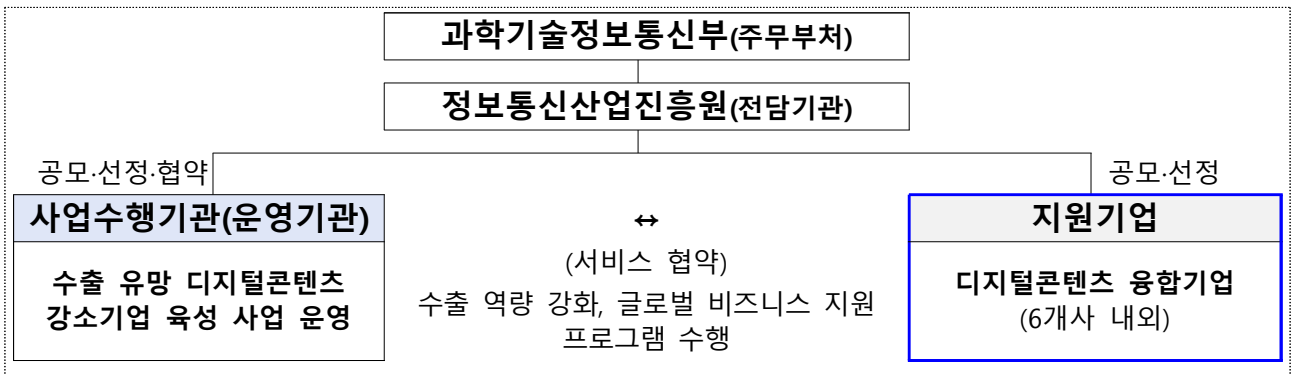 과학기술정보통신부(주무부처)
정보통신산업진흥원(전담기관)
공모·선정·협약
공모·선정
사업수행기관(운영기관)
수출 유망 디지털콘텐츠
강소기업 육성 사업 운영
↔
(서비스 협약)
수출 역량 강화, 글로벌 비즈니스 지원
프로그램 수행
지원기업
디지털콘텐츠 융합기업
(6개사 내외)